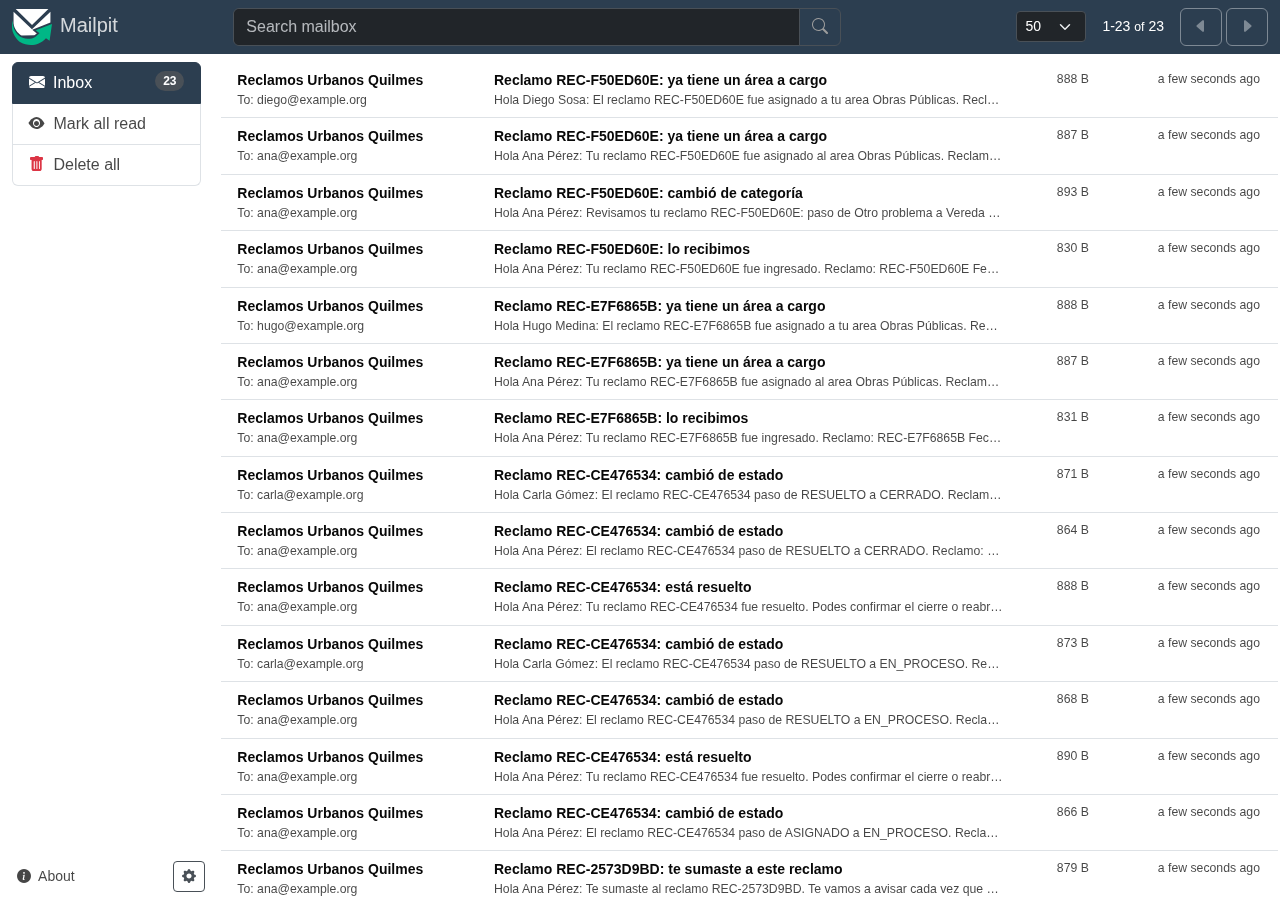 Mailpit
Search mailbox
50
1-23 of 23
Inbox 23
Mark all read
Delete all
Reclamos Urbanos Quilmes Reclamo REC-F50ED60E: ya tiene un área a cargo 888 B a few seconds ago
To: diego@example.org Hola Diego Sosa: El reclamo REC-F50ED60E fue asignado a tu area Obras Públicas. Recl…
Reclamos Urbanos Quilmes Reclamo REC-F50ED60E: ya tiene un área a cargo 887 B a few seconds ago
To: ana@example.org Hola Ana Pérez: Tu reclamo REC-F50ED60E fue asignado al area Obras Públicas. Reclam…
Reclamos Urbanos Quilmes Reclamo REC-F50ED60E: cambió de categoría 893 B a few seconds ago
To: ana@example.org Hola Ana Pérez: Revisamos tu reclamo REC-F50ED60E: paso de Otro problema a Vereda …
Reclamos Urbanos Quilmes Reclamo REC-F50ED60E: lo recibimos 830 B a few seconds ago
To: ana@example.org Hola Ana Pérez: Tu reclamo REC-F50ED60E fue ingresado. Reclamo: REC-F50ED60E Fe…
Reclamos Urbanos Quilmes Reclamo REC-E7F6865B: ya tiene un área a cargo 888 B a few seconds ago
To: hugo@example.org Hola Hugo Medina: El reclamo REC-E7F6865B fue asignado a tu area Obras Públicas. Re…
Reclamos Urbanos Quilmes Reclamo REC-E7F6865B: ya tiene un área a cargo 887 B a few seconds ago
To: ana@example.org Hola Ana Pérez: Tu reclamo REC-E7F6865B fue asignado al area Obras Públicas. Reclam…
Reclamos Urbanos Quilmes Reclamo REC-E7F6865B: lo recibimos 831 B a few seconds ago
To: ana@example.org Hola Ana Pérez: Tu reclamo REC-E7F6865B fue ingresado. Reclamo: REC-E7F6865B Fec…
Reclamos Urbanos Quilmes Reclamo REC-CE476534: cambió de estado 871 B a few seconds ago
To: carla@example.org Hola Carla Gómez: El reclamo REC-CE476534 paso de RESUELTO a CERRADO. Reclam…
Reclamos Urbanos Quilmes Reclamo REC-CE476534: cambió de estado 864 B a few seconds ago
To: ana@example.org Hola Ana Pérez: El reclamo REC-CE476534 paso de RESUELTO a CERRADO. Reclamo: …
Reclamos Urbanos Quilmes Reclamo REC-CE476534: está resuelto 888 B a few seconds ago
To: ana@example.org Hola Ana Pérez: Tu reclamo REC-CE476534 fue resuelto. Podes confirmar el cierre o reabr…
Reclamos Urbanos Quilmes Reclamo REC-CE476534: cambió de estado 873 B a few seconds ago
To: carla@example.org Hola Carla Gómez: El reclamo REC-CE476534 paso de RESUELTO a EN_PROCESO. Re…
Reclamos Urbanos Quilmes Reclamo REC-CE476534: cambió de estado 868 B a few seconds ago
To: ana@example.org Hola Ana Pérez: El reclamo REC-CE476534 paso de RESUELTO a EN_PROCESO. Recla…
Reclamos Urbanos Quilmes Reclamo REC-CE476534: está resuelto 890 B a few seconds ago
To: ana@example.org Hola Ana Pérez: Tu reclamo REC-CE476534 fue resuelto. Podes confirmar el cierre o reabr…
Reclamos Urbanos Quilmes Reclamo REC-CE476534: cambió de estado 866 B a few seconds ago
To: ana@example.org Hola Ana Pérez: El reclamo REC-CE476534 paso de ASIGNADO a EN_PROCESO. Recla…
Reclamos Urbanos Quilmes Reclamo REC-2573D9BD: te sumaste a este reclamo 879 B a few seconds ago
To: ana@example.org Hola Ana Pérez: Te sumaste al reclamo REC-2573D9BD. Te vamos a avisar cada vez que …
About